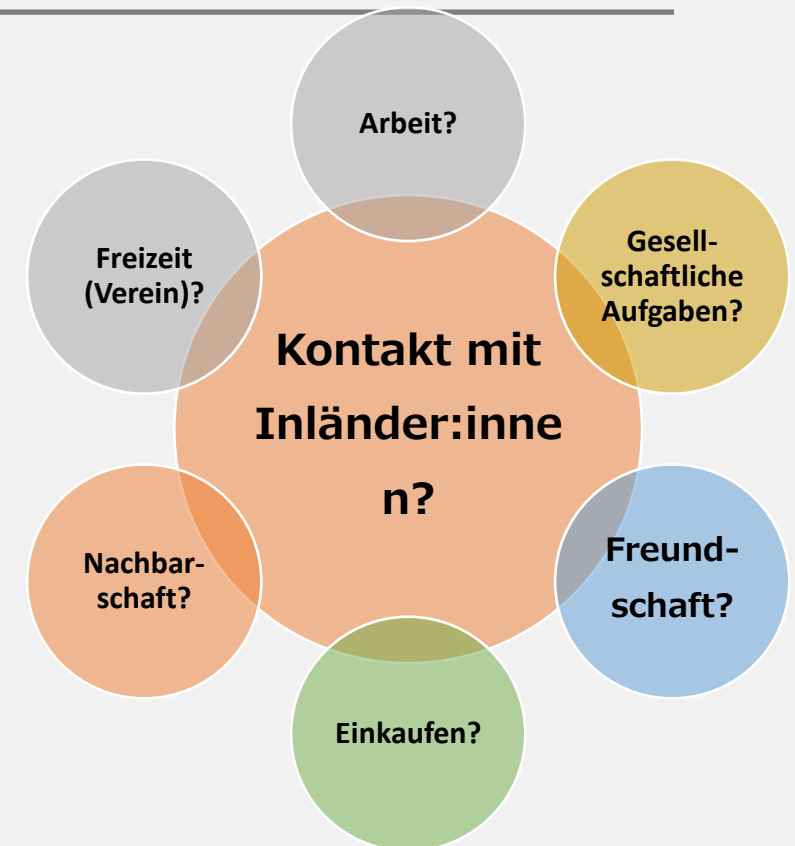 Arbeit?
Freizeit
(Verein)?
Gesell-
schaftliche
Aufgaben?
Kontakt mit
Inländer:inne
n?
Nachbar-
schaft?
Freund-
schaft?
Einkaufen?